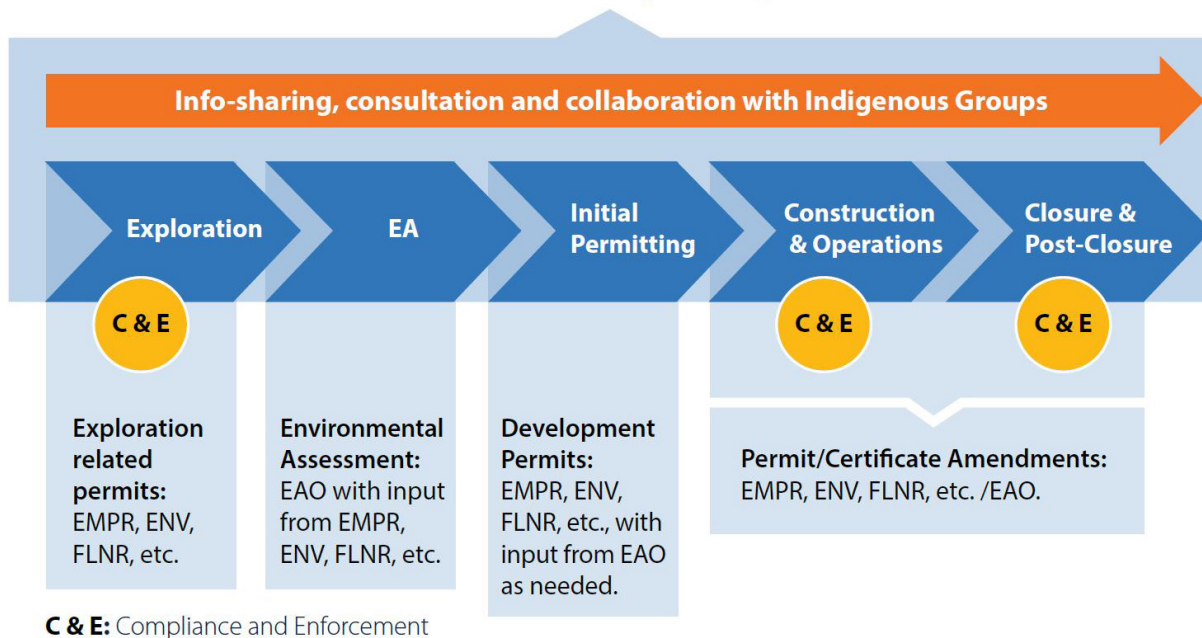 Info-sharing, consultation and collaboration with Indigenous Groups
Exploration
EA
Initial
Permitting
Construction
& Operations
Closure &
Post-Closure
C & E
C & E
C & E
Exploration
related
permits:
EMPR, ENV,
FLNR, etc.
Environmental
Assessment:
EAO with input
from EMPR,
ENV, FLNR, etc.
Development
Permits:
EMPR, ENV,
FLNR, etc., with
input from EAO
as needed.
Permit/Certificate Amendments:
EMPR, ENV, FLNR, etc. /EAO.
C & E: Compliance and Enforcement